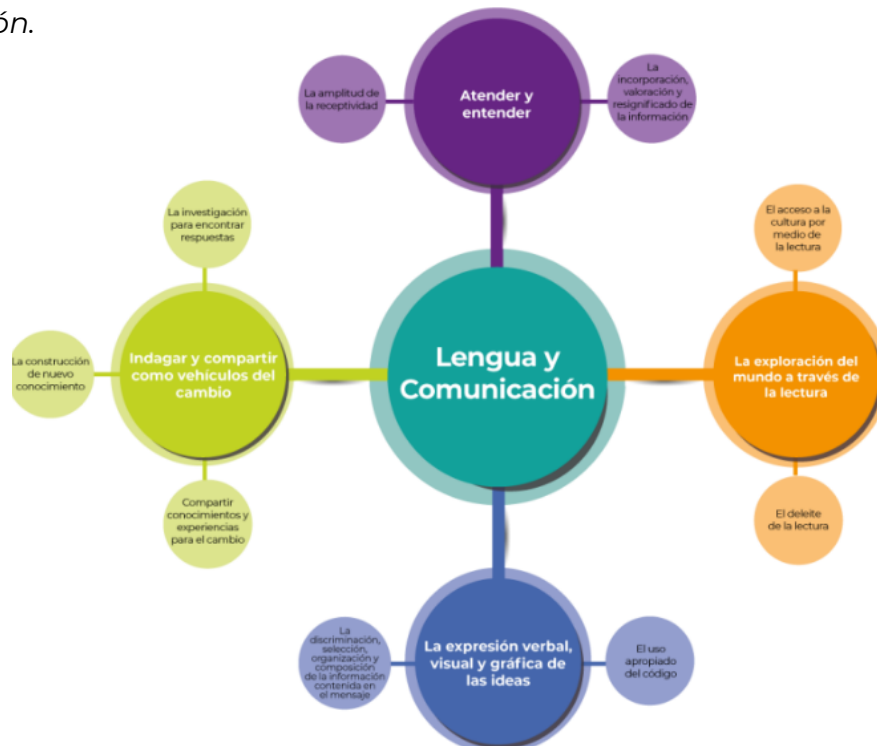 ón.
La amplitud de
la receptividad
Atender y
entender
La
incorporación,
valoración y
resignificado de
la información
La investigación
para encontrar
respuestas
El acceso a la
cultura por
medio de
la lectura
La construcción
de nuevo
conocimiento
Indagar y compartir
como vehículos del
cambio
Lengua y
Comunicación
La exploración del
mundo a través de
la lectura
Compartir
conocimientos y
experiencias
para el cambio
El deleite
de la lectura
La
discriminación,
selección,
organización y
composición
de la información
contenida en
el mensaje
La expresión verbal,
visual y gráfica de
las ideas
El uso
apropiado
del código